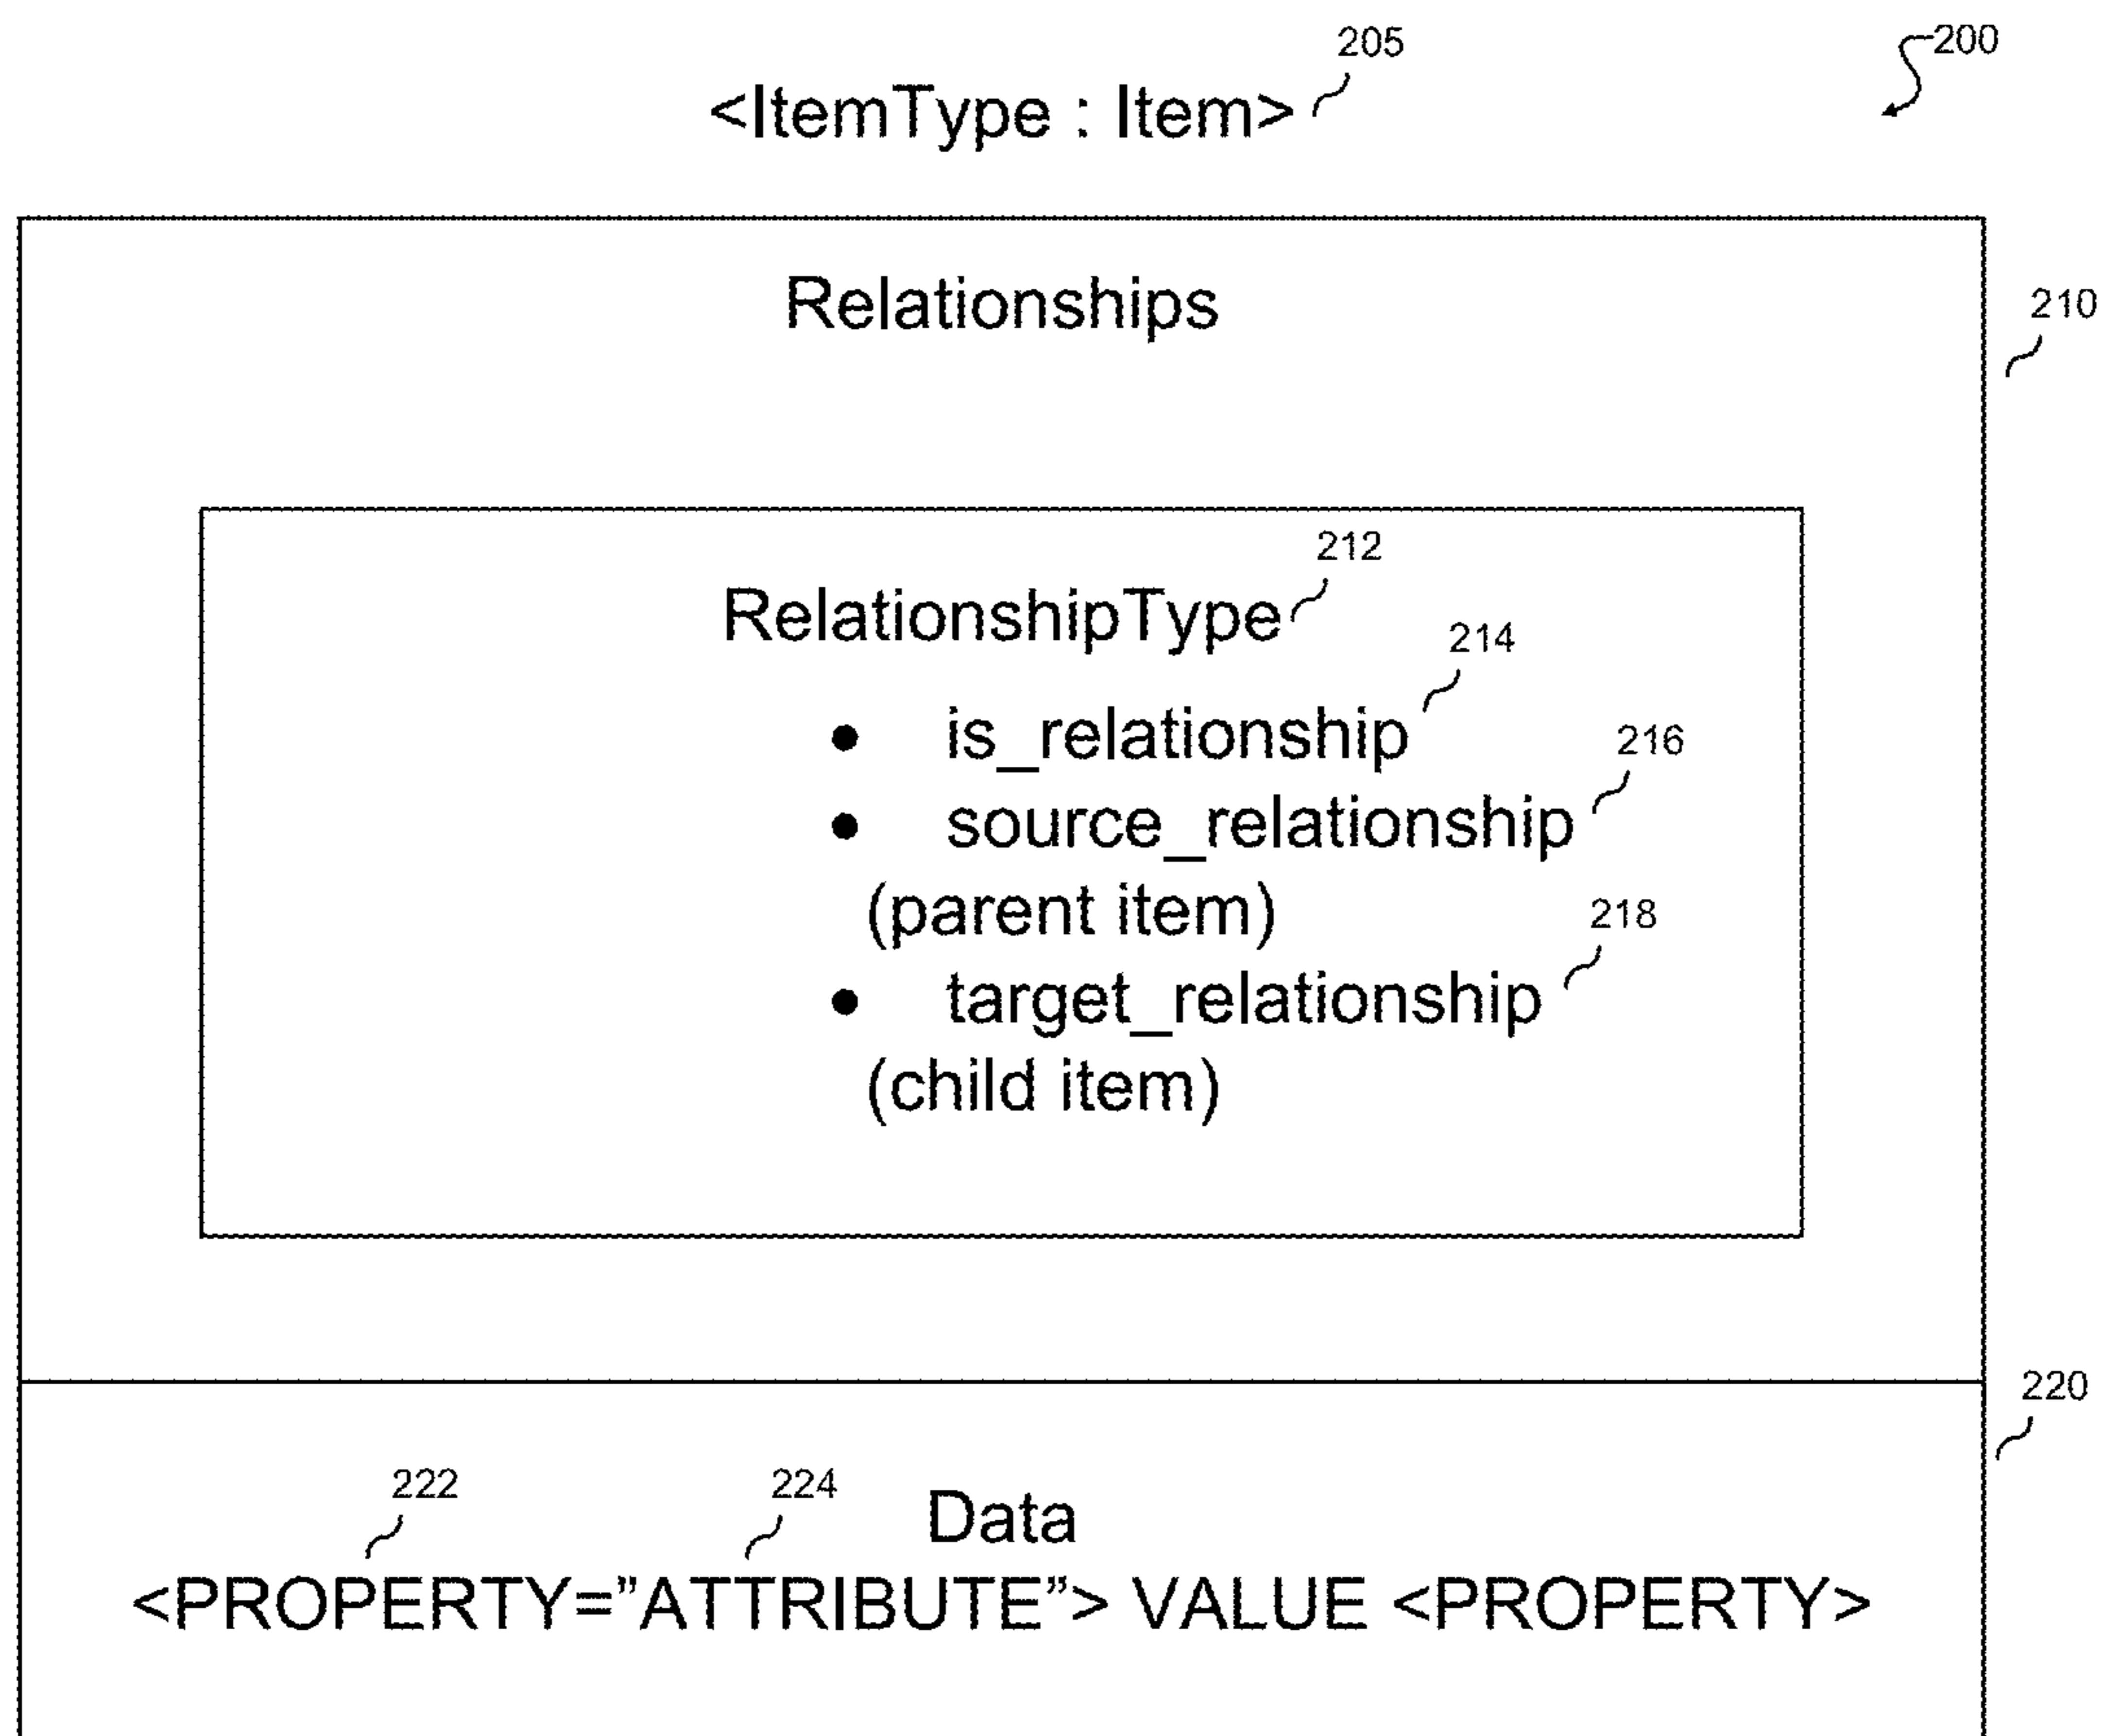 205
200
<ItemType : Item>
Relationships
210
212
RelationshipType
214
• is_relationship
216
• source_relationship
(parent item)
218
• target_relationship
(child item)
220
222
224
Data
<PROPERTY=”ATTRIBUTE”> VALUE <PROPERTY>